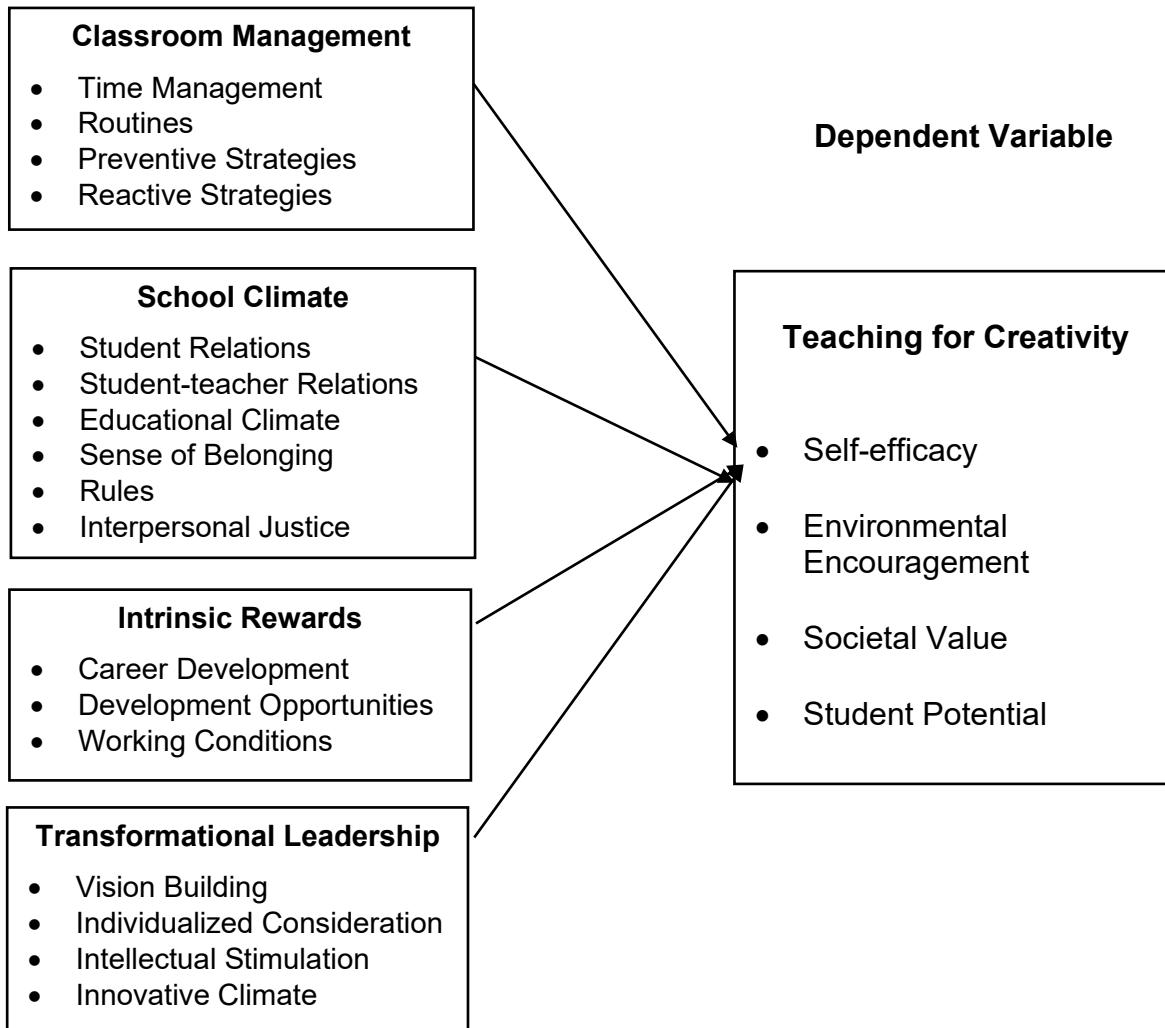 Classroom Management
• Time Management
• Routines
• Preventive Strategies
• Reactive Strategies
School Climate
• Student Relations
• Student-teacher Relations
• Educational Climate
• Sense of Belonging
• Rules
• Interpersonal Justice
Intrinsic Rewards
• Career Development
• Development Opportunities
• Working Conditions
Transformational Leadership
• Vision Building
• Individualized Consideration
• Intellectual Stimulation
• Innovative Climate
Dependent Variable
Teaching for Creativity
• Self-efficacy
• Environmental
Encouragement
• Societal Value
• Student Potential